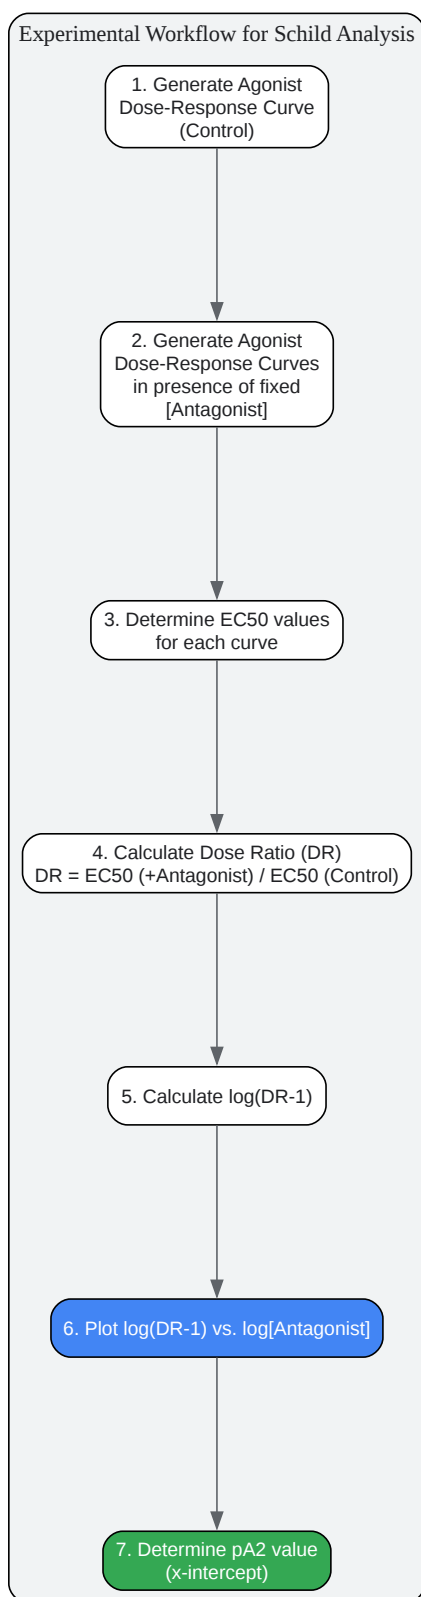 Experimental Workflow for Schild Analysis
1. Generate Agonist
Dose-Response Curve
(Control)
2. Generate Agonist
Dose-Response Curves
in presence of fixed
[Antagonist]
3. Determine EC50 values
for each curve
4. Calculate Dose Ratio (DR)
DR = EC50 (+Antagonist) / EC50 (Control)
5. Calculate log(DR-1)
6. Plot log(DR-1) vs. log[Antagonist]
7. Determine pA2 value
(x-intercept)